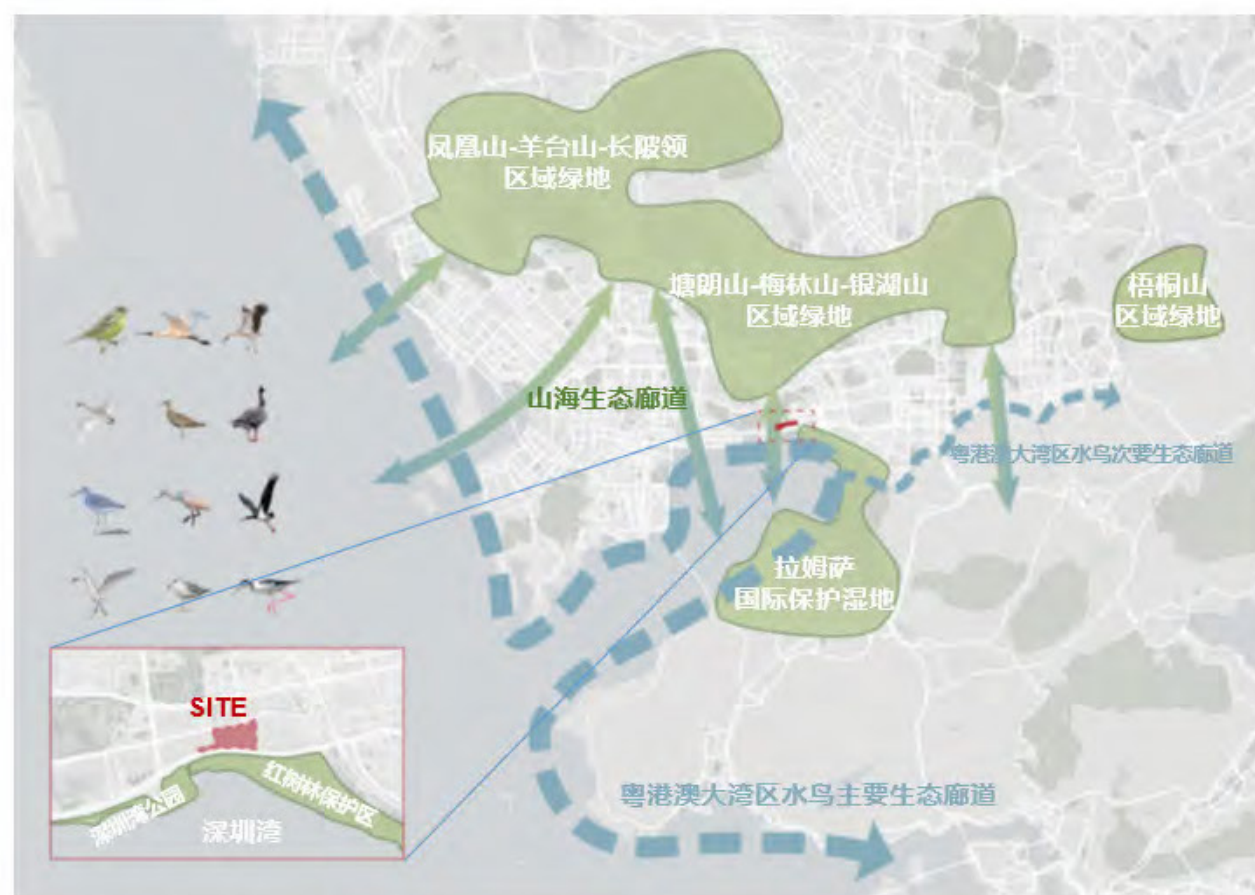 凤凰山-羊台山-长陂领
区域绿地
塘朗山-梅林山-银湖山
区域绿地
梧桐山
区域绿地
山海生态廊道
粤港澳大湾区水鸟次要生态廊道
拉姆萨
国际保护湿地
SITE
红树林保护区
深圳湾公园
深圳湾
粤港澳大湾区水鸟主要生态廊道